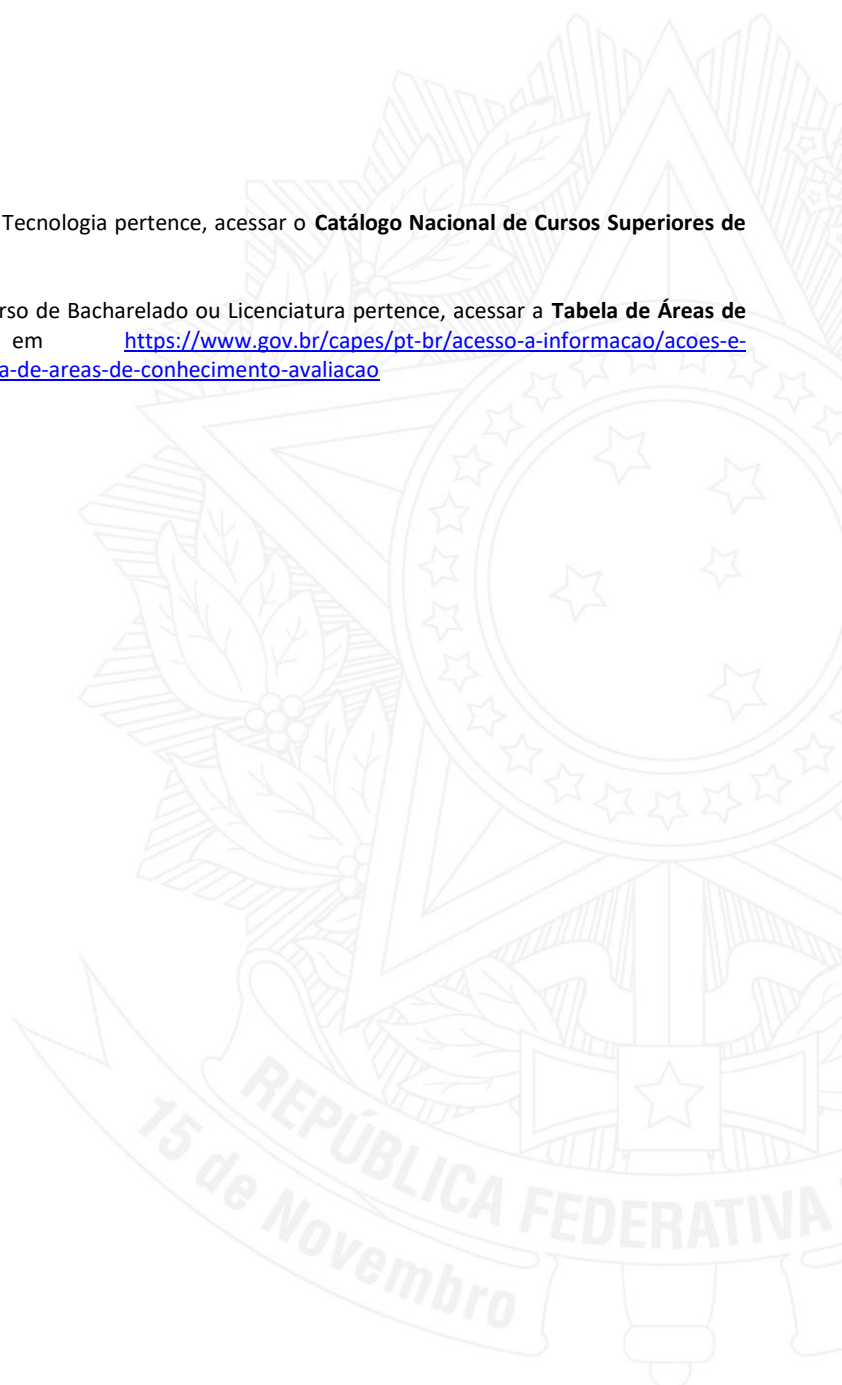 Tecnologia pertence, acessar o Catálogo Nacional de Cursos Superiores de
rso de Bacharelado ou Licenciatura pertence, acessar a Tabela de Áreas de
em https://www.gov.br/capes/pt-br/acesso-a-informacao/acoes-e-
a-de-areas-de-conhecimento-avaliacao
REPÚBLICA FEDERATIVA
15 de Novembro